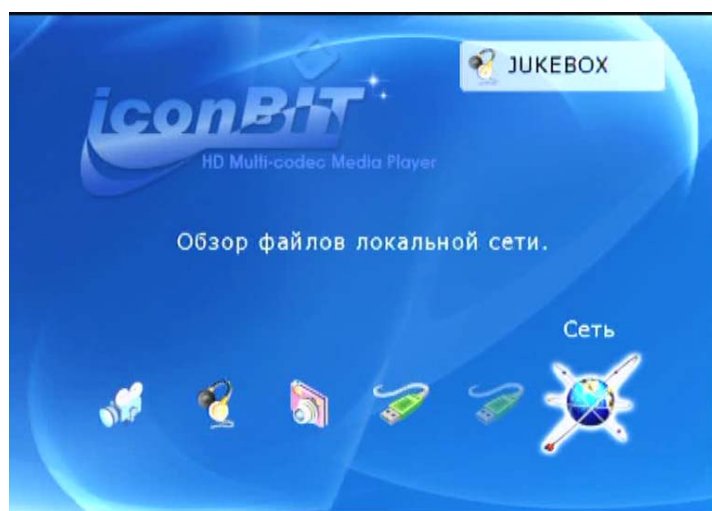 JUKEBOX
iconBIT
HD Multi-codec Media Player
Обзор файлов локальной сети.
Сеть